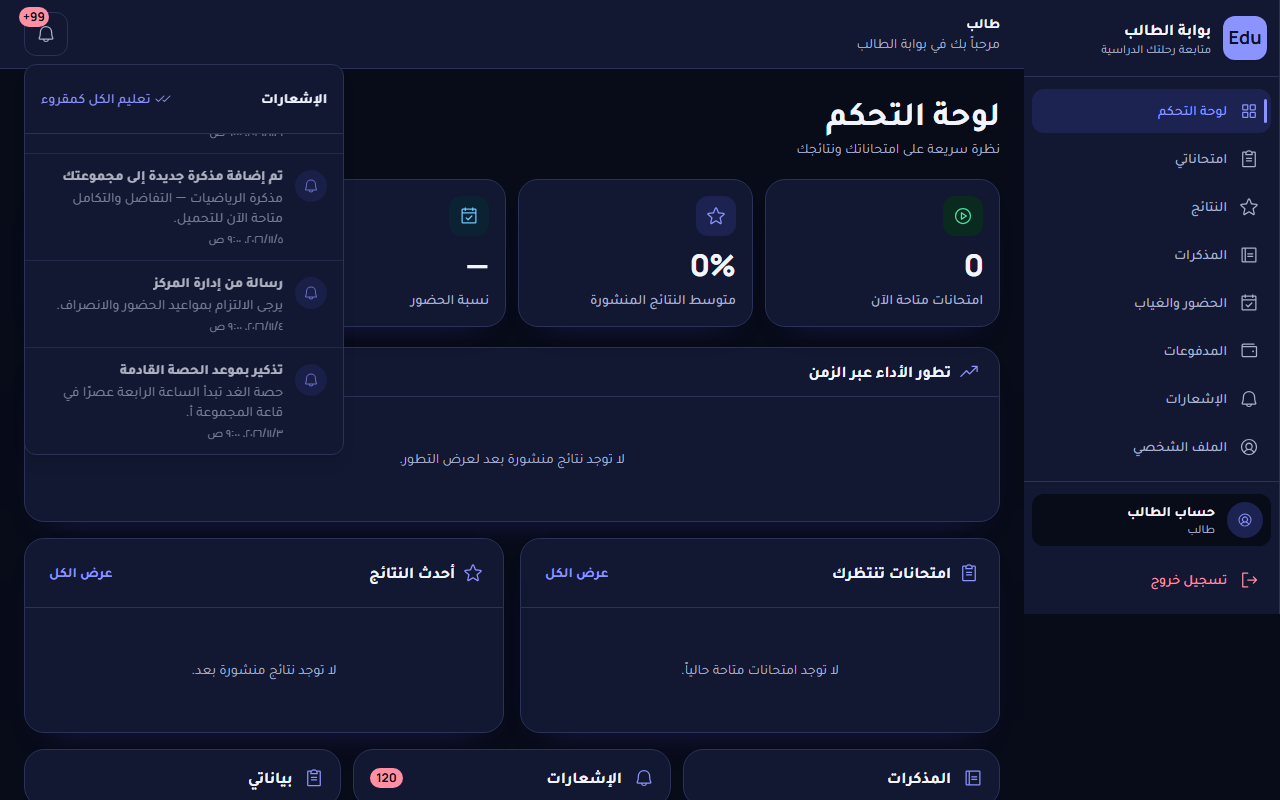 Edu
بوابة الطالب
متابعة رحلتك الدراسية
لوحة التحكم
امتحاناتي
النتائج
المذكرات
الحضور والغياب
المدفوعات
الإشعارات
الملف الشخصي
حساب الطالب
طالب
تسجيل خروج
طالب
مرحباً بك في بوابة الطالب
+99
الإشعارات
تعليم الكل كمقروء
تم إضافة مذكرة جديدة إلى مجموعتك
مذكرة الرياضيات — التفاضل والتكامل
متاحة الآن للتحميل.
٢٠٢٦/١١/٥، ٩:٠٠ ص
رسالة من إدارة المركز
يرجى الالتزام بمواعيد الحضور والانصراف.
٢٠٢٦/١١/٤، ٩:٠٠ ص
تذكير بموعد الحصة القادمة
حصة الغد تبدأ الساعة الرابعة عصرًا في
قاعة المجموعة أ.
٢٠٢٦/١١/٣، ٩:٠٠ ص
لوحة التحكم
نظرة سريعة على امتحاناتك ونتائجك
0
امتحانات متاحة الآن
0%
متوسط النتائج المنشورة
—
نسبة الحضور
تطور الأداء عبر الزمن
لا توجد نتائج منشورة بعد لعرض التطور.
امتحانات تنتظرك
عرض الكل
لا توجد امتحانات متاحة حالياً.
أحدث النتائج
عرض الكل
لا توجد نتائج منشورة بعد.
المذكرات
الإشعارات
120
بياناتي